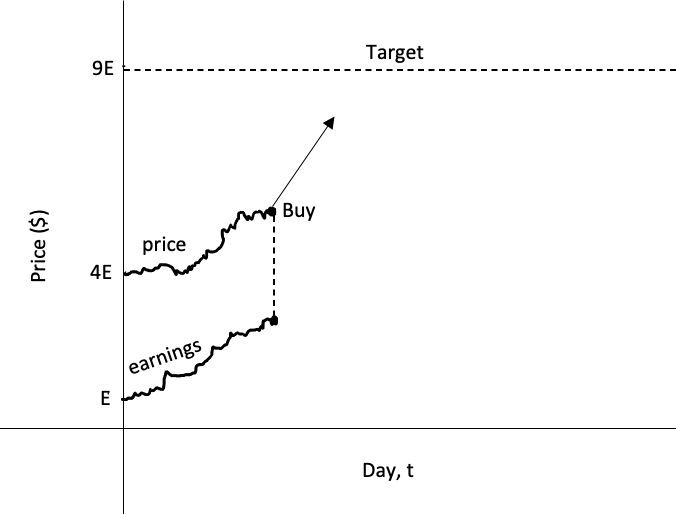 Target
9E
Buy
price
Price ($)
4E
earnings
E
Day, t